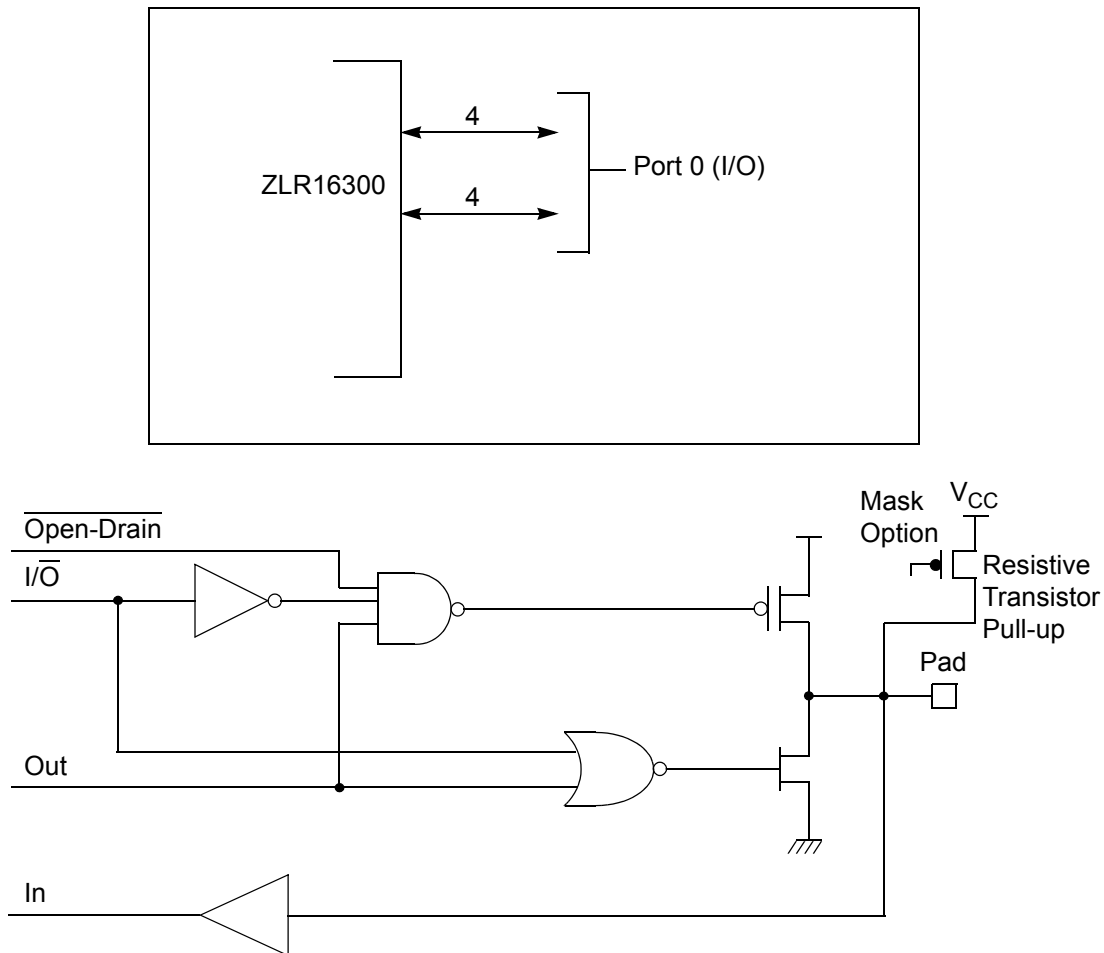 4
ZLR16300
Port 0 (I/O)
4
Open-Drain
I/O
Out
In
Mask
Option
VCC
Resistive
Transistor
Pull-up
Pad